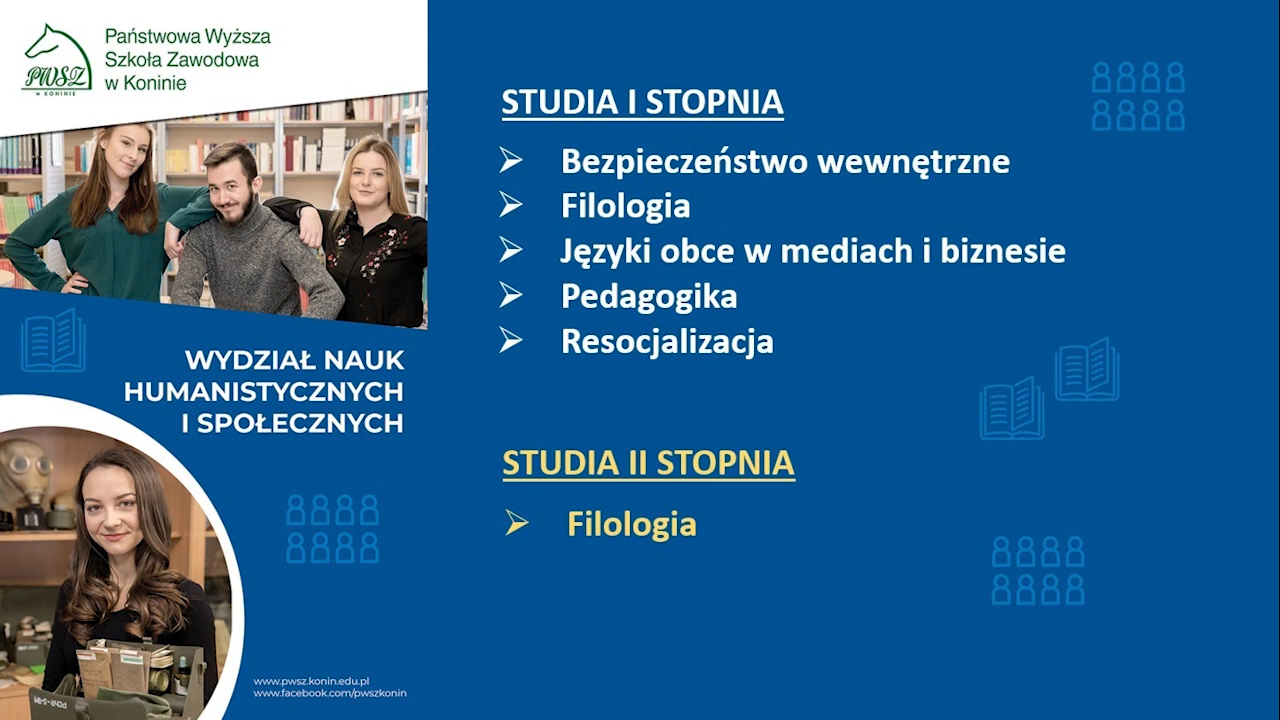 PWSZ
W KONINIE
Państwowa Wyższa
Szkoła Zawodowa
w Koninie
WYDZIAŁ NAUK
HUMANISTYCZNYCH
I SPOŁECZNYCH
www.pwsz.konin.edu.pl
www.facebook.com/pwszkonin
STUDIA I STOPNIA
Bezpieczeństwo wewnętrzne
Filologia
Języki obce w mediach i biznesie
Pedagogika
Resocjalizacja
STUDIA II STOPNIA
Filologia